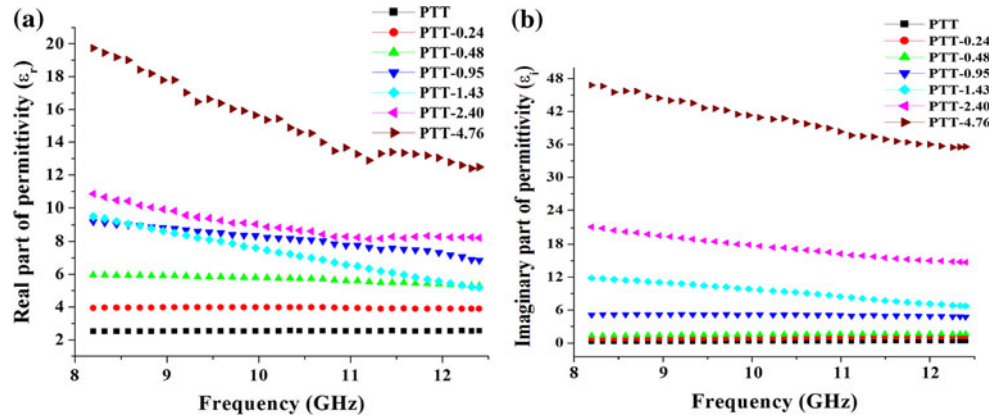 (a)
PTT
PTT-0.24
PTT-0.48
PTT-0.95
PTT-1.43
PTT-2.40
PTT-4.76
Real part of permittivity (εr)
20
18
16
14
12
10
8
6
4
2
8 9 10 11 12
Frequency (GHz)
(b)
PTT
PTT-0.24
PTT-0.48
PTT-0.95
PTT-1.43
PTT-2.40
PTT-4.76
Imaginary part of permittivity (εi)
48
42
36
30
24
18
12
6
0
8 9 10 11 12
Frequency (GHz)